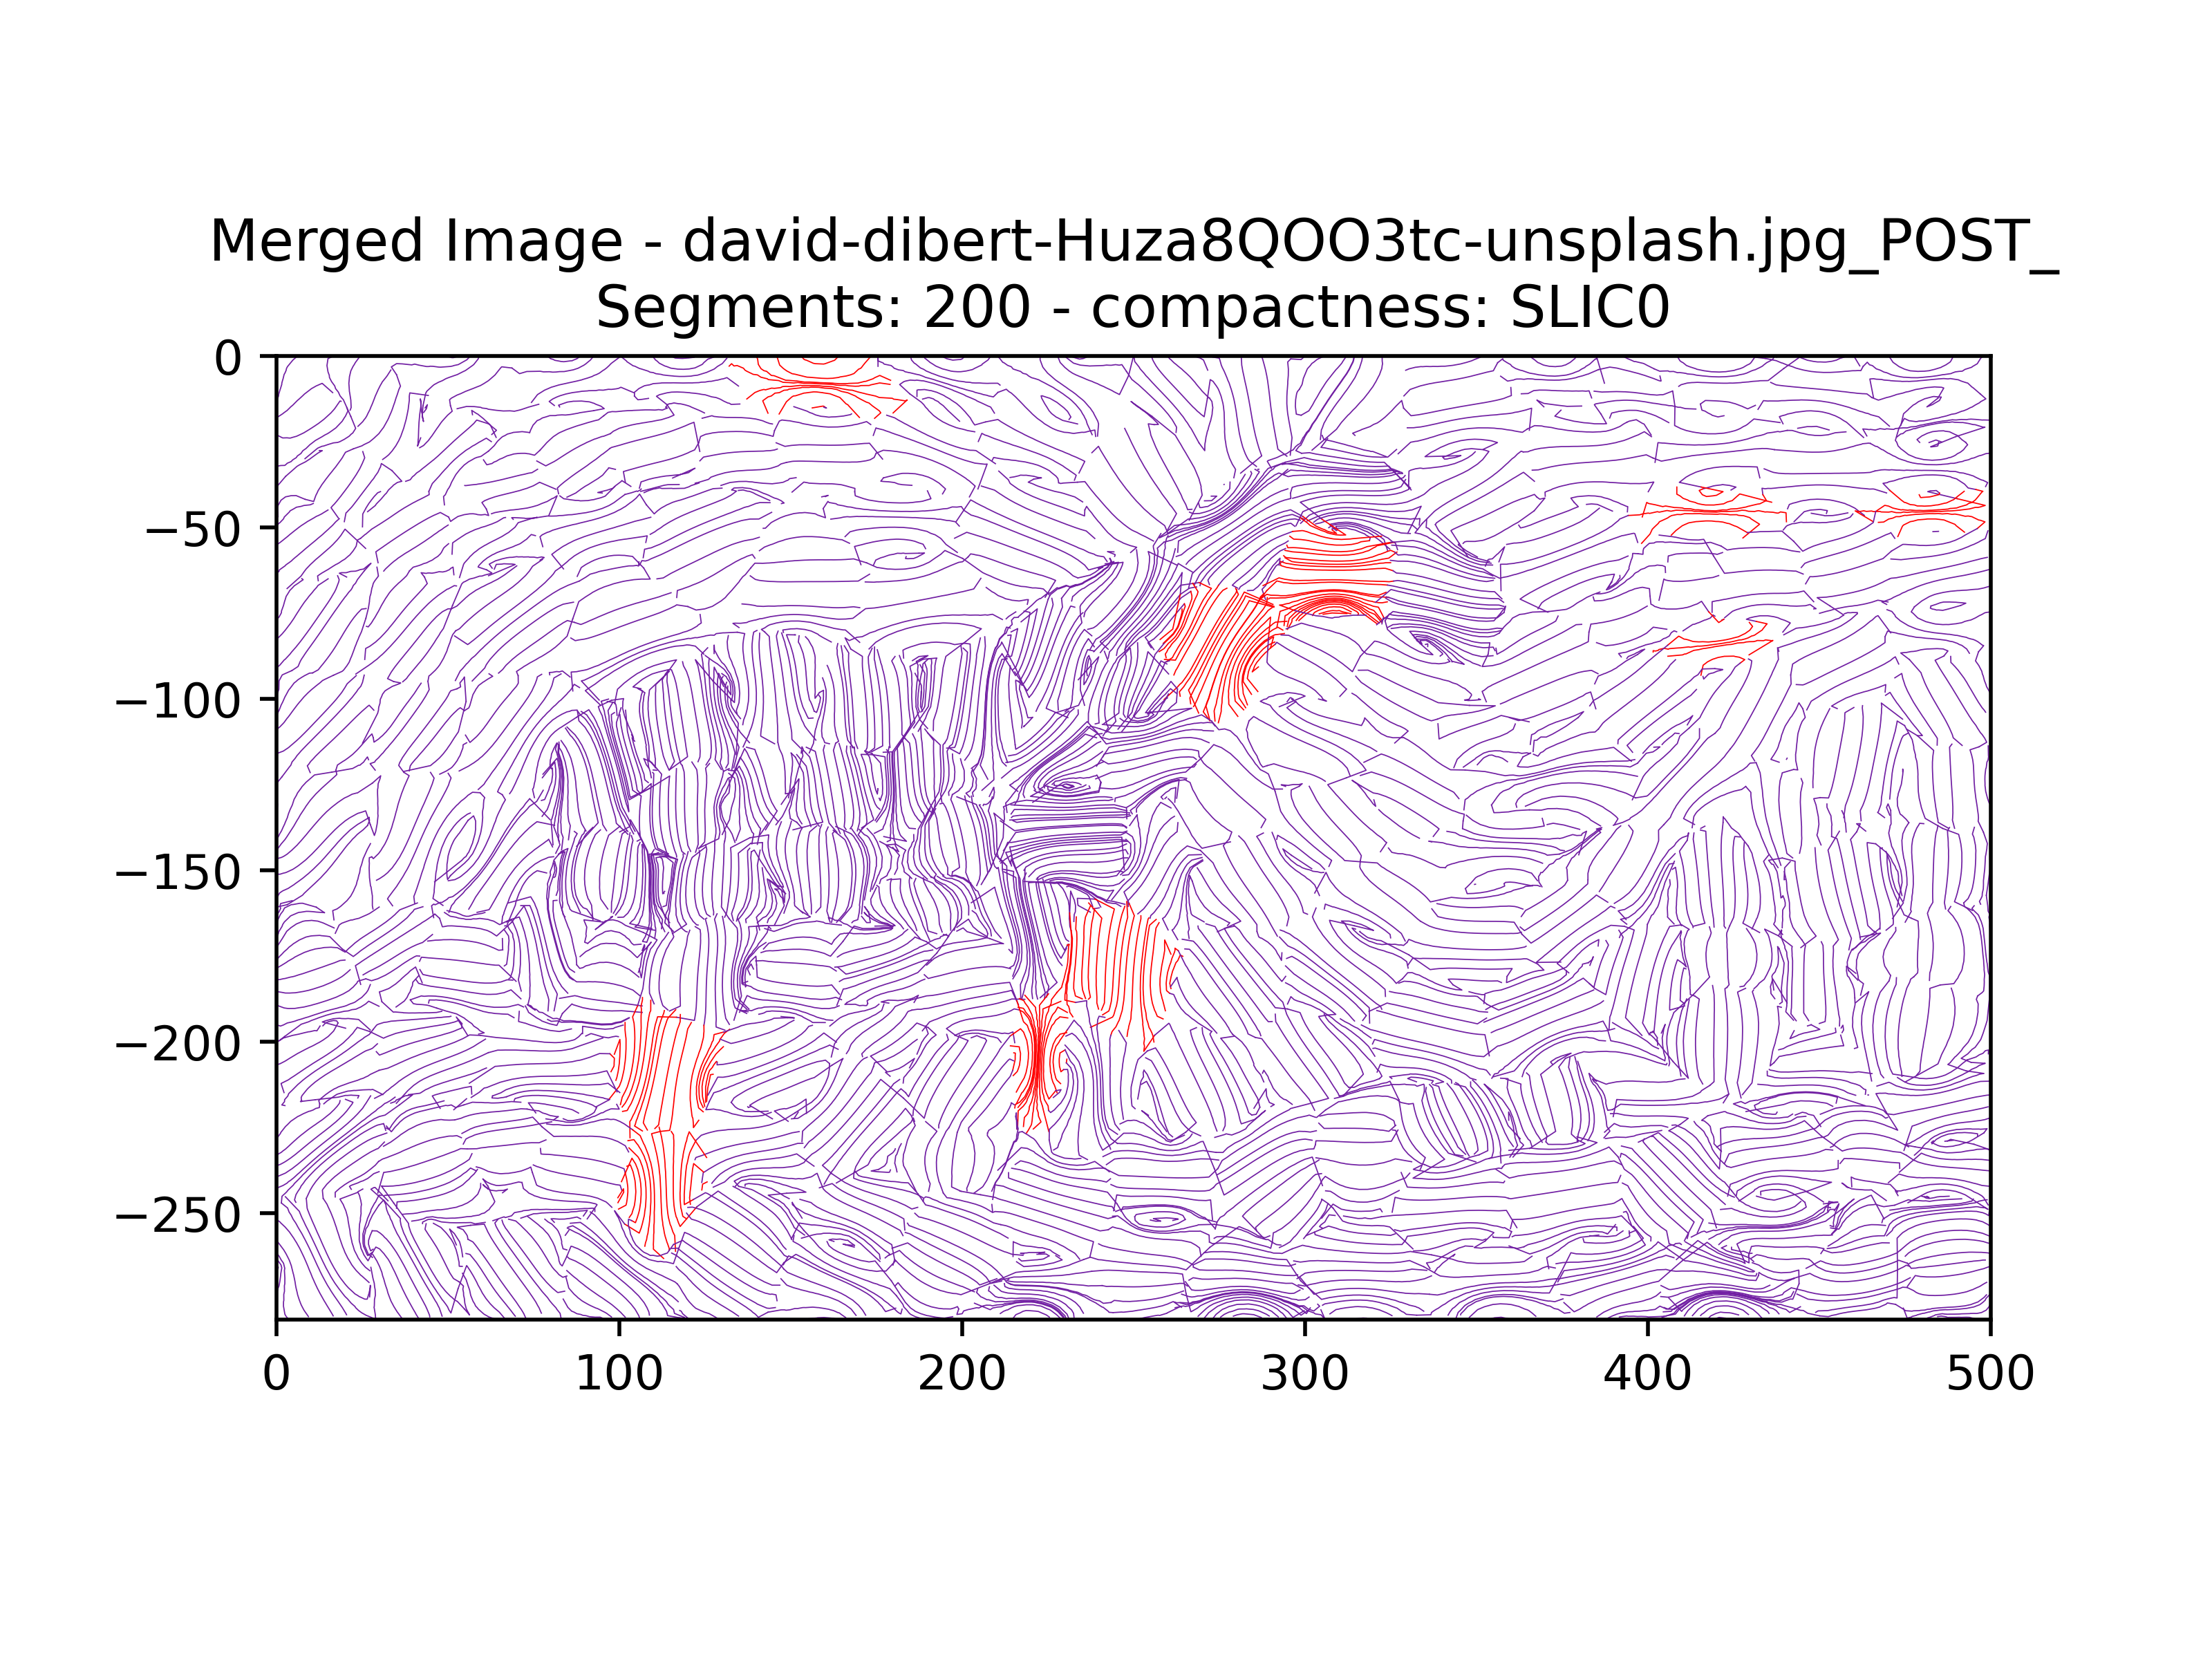 Merged Image - david-dibert-Huza8QOO3tc-unsplash.jpg_POST_
Segments: 200 - compactness: SLIC0
0
−50
−100
−150
−200
−250
0 100 200 300 400 500